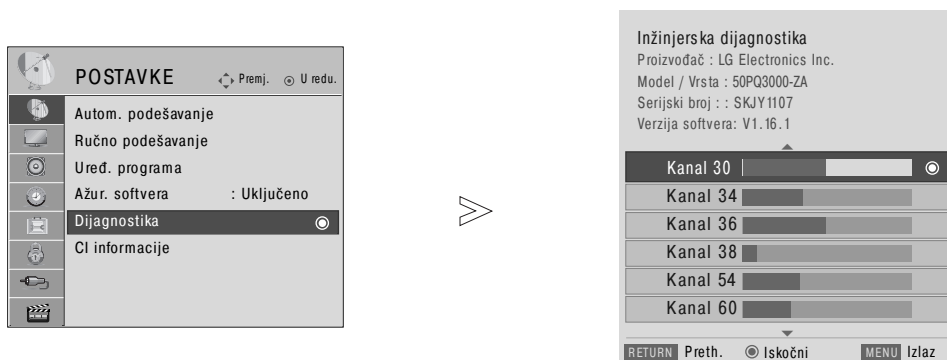 POSTAVKE Premj. U redu.
Autom. podešavanje
Ručno podešavanje
Uređ. programa
Ažur. softvera : Uključeno
Dijagnostika
CI informacije
Inžinjerska dijagnostika
Proizvođač : LG Electronics Inc.
Model / Vrsta : 50PQ3000-ZA
Serijski broj : : SKJY1107
Verzija softvera: V1.16.1
Kanal 30
Kanal 34
Kanal 36
Kanal 38
Kanal 54
Kanal 60
RETURN Preth. Iskočni MENU Izlaz